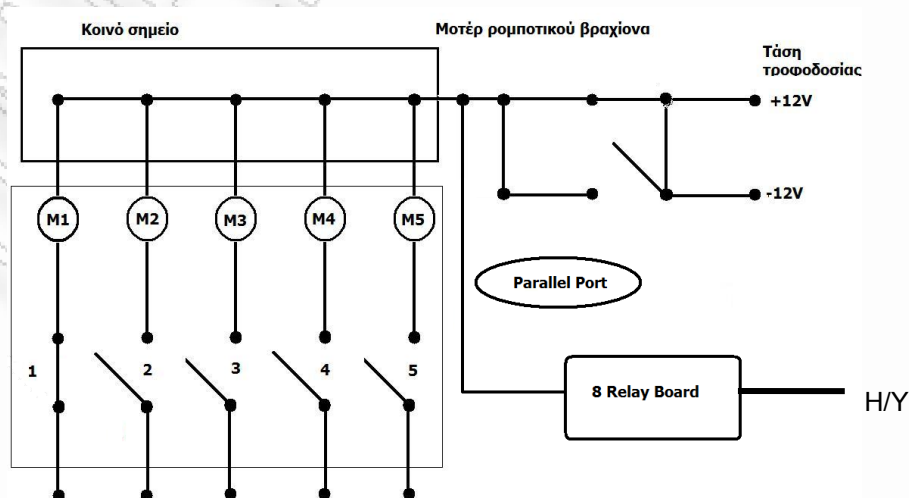 Κοινό σημείο
Μοτέρ ρομποτικού βραχίονα
Τάση
τροφοδοσίας
+12V
-12V
M1
M2
M3
M4
M5
Parallel Port
1
2
3
4
5
8 Relay Board
Η/Υ